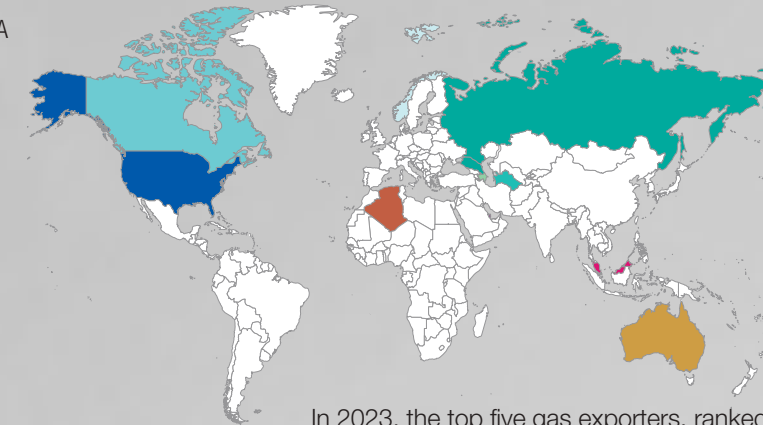 A
In 2023, the top five gas exporters, ranked